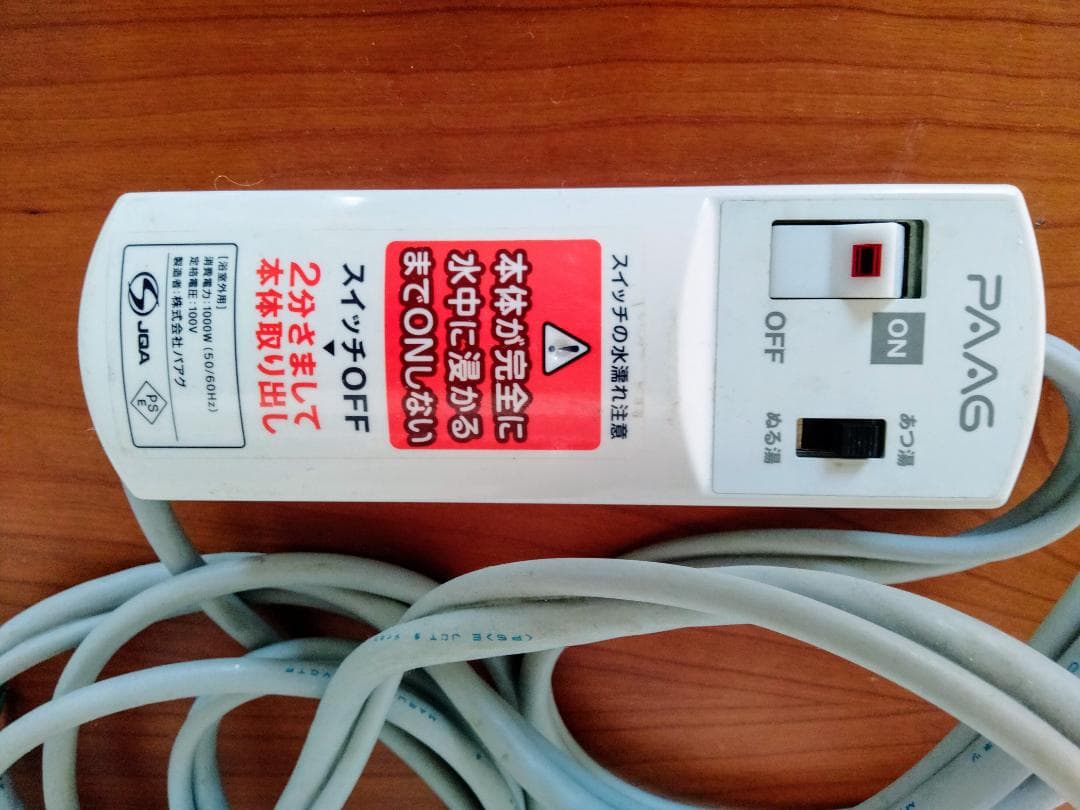 PAAG
ON
OFF
あつ湯
ぬる湯
スイッチの水濡れ注意
本体が完全に
水中に浸かる
までONしない
スイッチOFF
▼
2分さまして
本体取り出し
[浴室外用]
消費電力:1000W(50/60Hz)
定格電圧:100V
製造者:株式会社パアグ
JQA
PS
E
<PS>E JCT